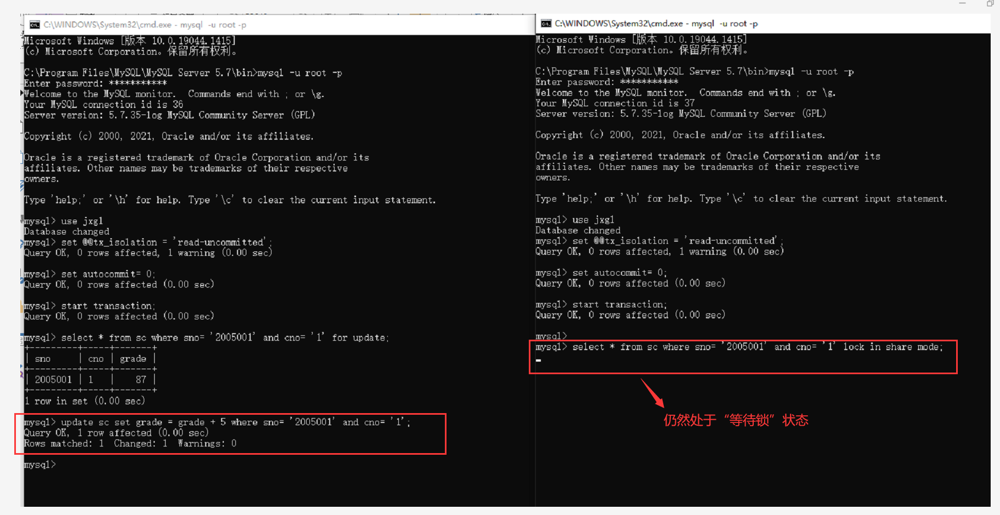 C:\WINDOWS\System32\cmd.exe - mysql -u root -p
Microsoft Windows [版本 10.0.19044.1415]
(c) Microsoft Corporation。保留所有权利。
C:\Program Files\MySQL\MySQL Server 5.7\bin>mysql -u root -p
Enter password: ***********
Welcome to the MySQL monitor.  Commands end with ; or \g.
Your MySQL connection id is 36
Server version: 5.7.35-log MySQL Community Server (GPL)
Copyright (c) 2000, 2021, Oracle and/or its affiliates.
Oracle is a registered trademark of Oracle Corporation and/or its
affiliates. Other names may be trademarks of their respective
owners.
Type 'help;' or '\h' for help. Type '\c' to clear the current input statement.
mysql> use jxgl
Database changed
mysql> set @@tx_isolation = 'read-uncommitted';
Query OK, 0 rows affected, 1 warning (0.00 sec)
mysql> set autocommit= 0;
Query OK, 0 rows affected (0.00 sec)
mysql> start transaction;
Query OK, 0 rows affected (0.00 sec)
mysql> select * from sc where sno= '2005001' and cno= '1' for update;
+---------+-----+-------+
| sno     | cno | grade |
+---------+-----+-------+
| 2005001 | 1   |    87 |
+---------+-----+-------+
1 row in set (0.00 sec)
mysql> update sc set grade = grade + 5 where sno= '2005001' and cno= '1';
Query OK, 1 row affected (0.00 sec)
Rows matched: 1  Changed: 1  Warnings: 0
mysql>
C:\WINDOWS\System32\cmd.exe - mysql -u root -p
Microsoft Windows [版本 10.0.19044.1415]
(c) Microsoft Corporation。保留所有权利。
C:\Program Files\MySQL\MySQL Server 5.7\bin>mysql -u root -p
Enter password: ***********
Welcome to the MySQL monitor.  Commands end with ; or \g.
Your MySQL connection id is 37
Server version: 5.7.35-log MySQL Community Server (GPL)
Copyright (c) 2000, 2021, Oracle and/or its affiliates.
Oracle is a registered trademark of Oracle Corporation and/or its
affiliates. Other names may be trademarks of their respective
owners.
Type 'help;' or '\h' for help. Type '\c' to clear the current input statement.
mysql> use jxgl
Database changed
mysql> set @@tx_isolation = 'read-uncommitted';
Query OK, 0 rows affected, 1 warning (0.00 sec)
mysql> set autocommit= 0;
Query OK, 0 rows affected (0.00 sec)
mysql> start transaction;
Query OK, 0 rows affected (0.00 sec)
mysql>
mysql> select * from sc where sno= '2005001' and cno= '1' lock in share mode;
仍然处于“等待锁”状态